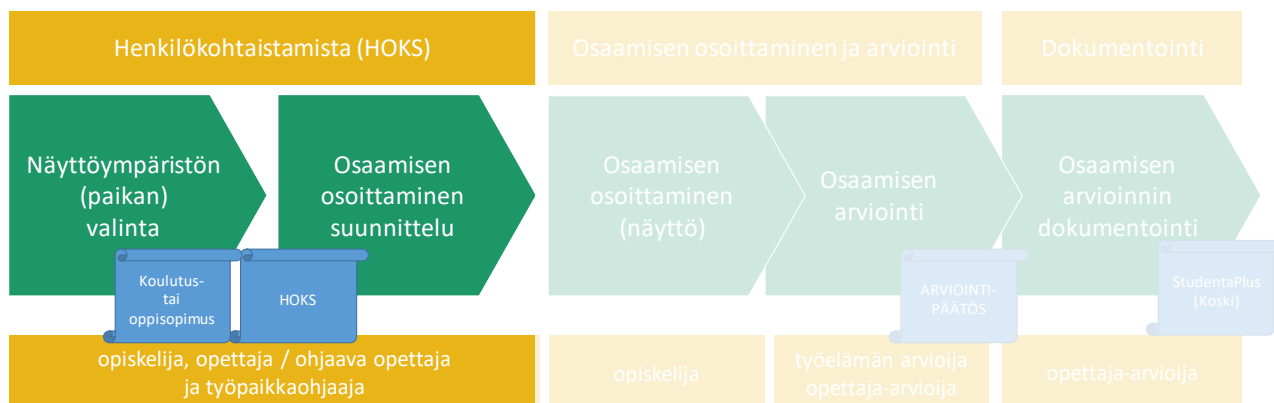 Henkilökohtaistamista (HOKS)
Osaamisen osoittaminen ja arviointi
Dokumentointi
Näyttöympäristön
(paikan)
valinta
Osaamisen
osoittaminen
suunnittelu
Osaamisen
osoittaminen
(näyttö)
Osaamisen
arviointi
Osaamisen
arvioinnin
dokumentointi
Koulutus-
tai
oppisopimus
HOKS
ARVIOINTI-
PÄÄTÖS
StudentaPlus
(Koski)
opiskelija, opettaja / ohjaava opettaja
ja työpaikkaohjaaja
opiskelija
työelämän arvioija
opettaja-arvioija
opettaja-arvioija